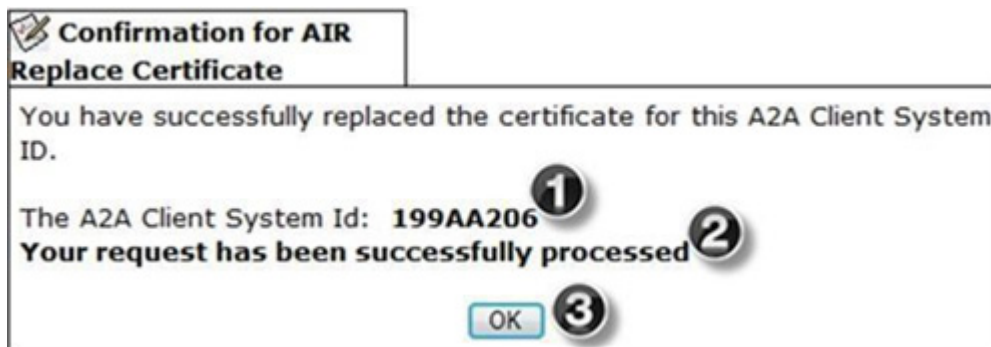 Confirmation for AIR
Replace Certificate
You have successfully replaced the certificate for this A2A Client System
ID.
The A2A Client System Id: 199AA206 1
Your request has been successfully processed 2
OK 3